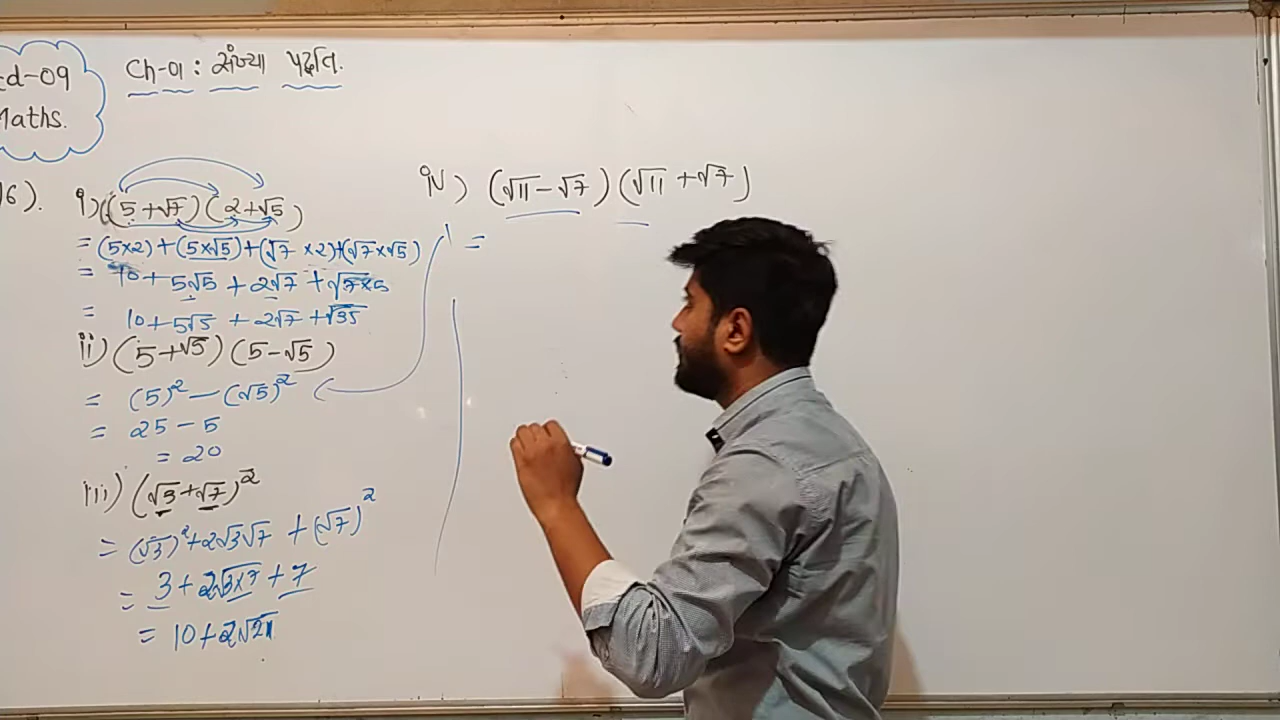 d-09
Maths.
Ch-01 : સંખ્યા પદ્ધતિ.
16).
i) (5+√7)(2+√5)
= (5×2)+(5×√5)+(√7 ×2)+(√7×√5)
= 10+5√5 + 2√7 + √7×5
= 10+5√5 + 2√7 + √35
ii) (5+√5)(5-√5)
= (5)² - (√5)²
= 25 - 5
= 20
iii) (√3+√7)²
= (√3)²+2√3√7 + (√7)²
= 3 + 2√3×7 + 7
= 10+2√21
iv) (√11-√7)(√11+√7)
=